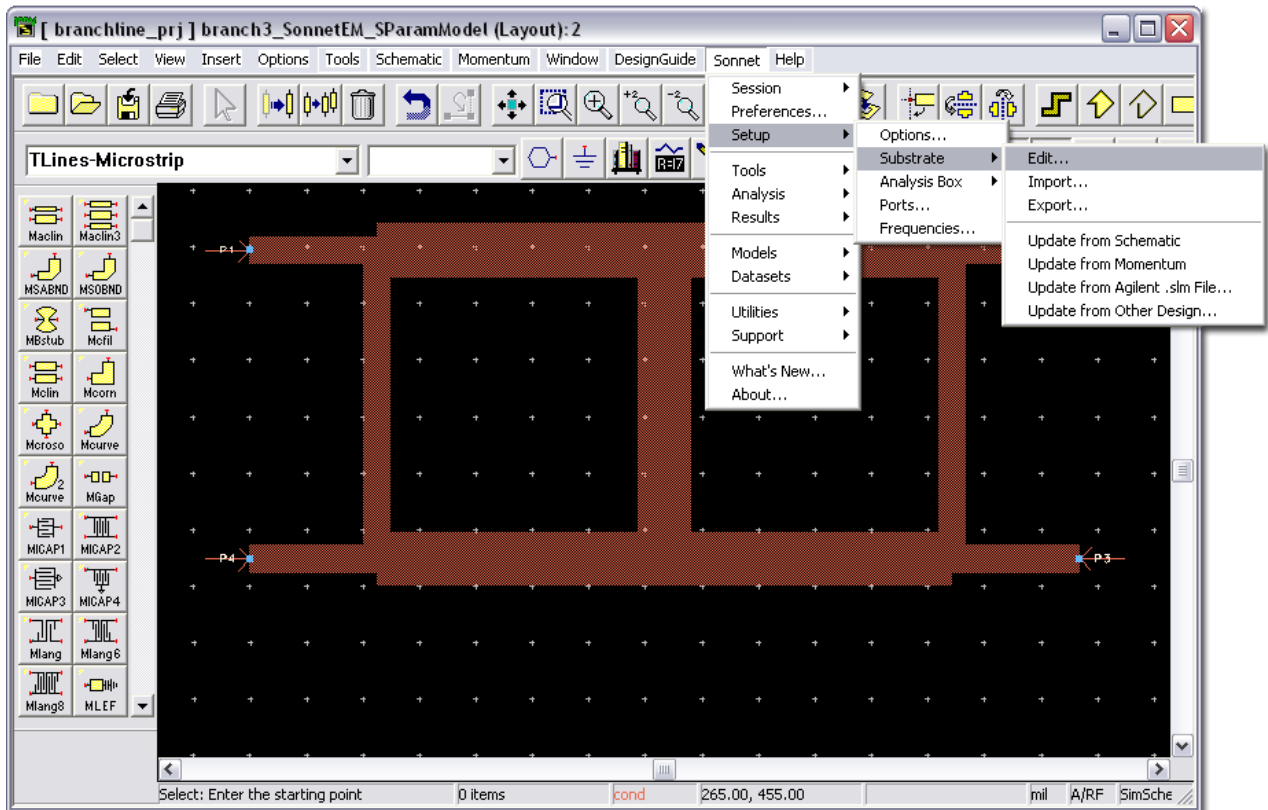 [ branchline_prj ] branch3_SonnetEM_SParamModel (Layout):2
File Edit Select View Insert Options Tools Schematic Momentum Window DesignGuide Sonnet Help
Session
Preferences...
Setup
Tools
Analysis
Results
Models
Datasets
Utilities
Support
What's New...
About...
Options...
Substrate
Analysis Box
Ports...
Frequencies...
Edit...
Import...
Export...
Update from Schematic
Update from Momentum
Update from Agilent .slm File...
Update from Other Design...
+2 -2
TLines-Microstrip
Maclin Maclin3
MSABND MSOBND
MBstub Mcfil
Mclin Mcorn
Mcroso Mcurve
Mcurve 2 MGap
MICAP1 MICAP2
MICAP3 MICAP4
Mlang Mlang6
Mlang8 MLEF
P1
P4 P3
Select: Enter the starting point 0 items cond 265.00, 455.00 mil A/RF SimSche